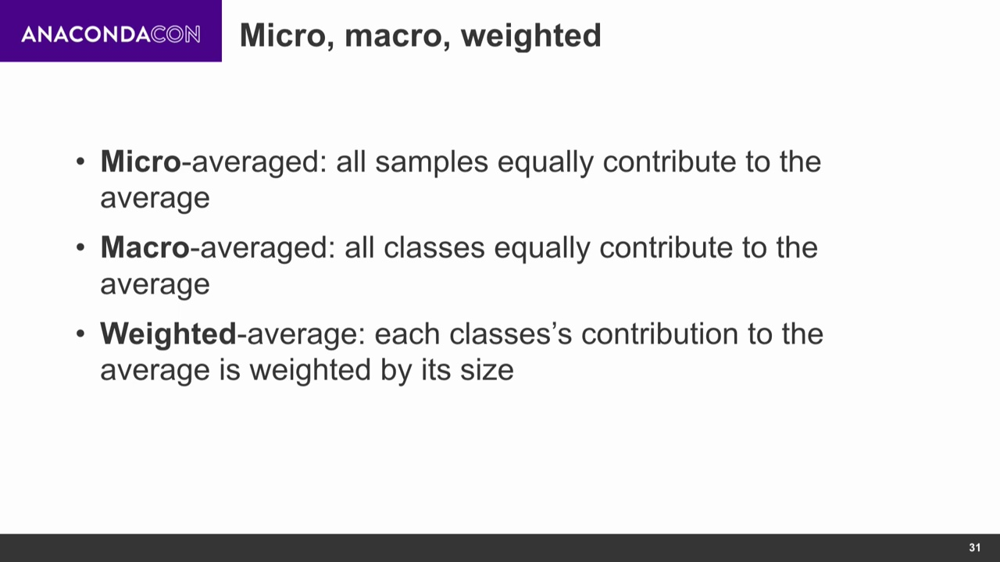 ANACONDACON
Micro, macro, weighted
• Micro-averaged: all samples equally contribute to the
average
• Macro-averaged: all classes equally contribute to the
average
• Weighted-average: each classes’s contribution to the
average is weighted by its size
31